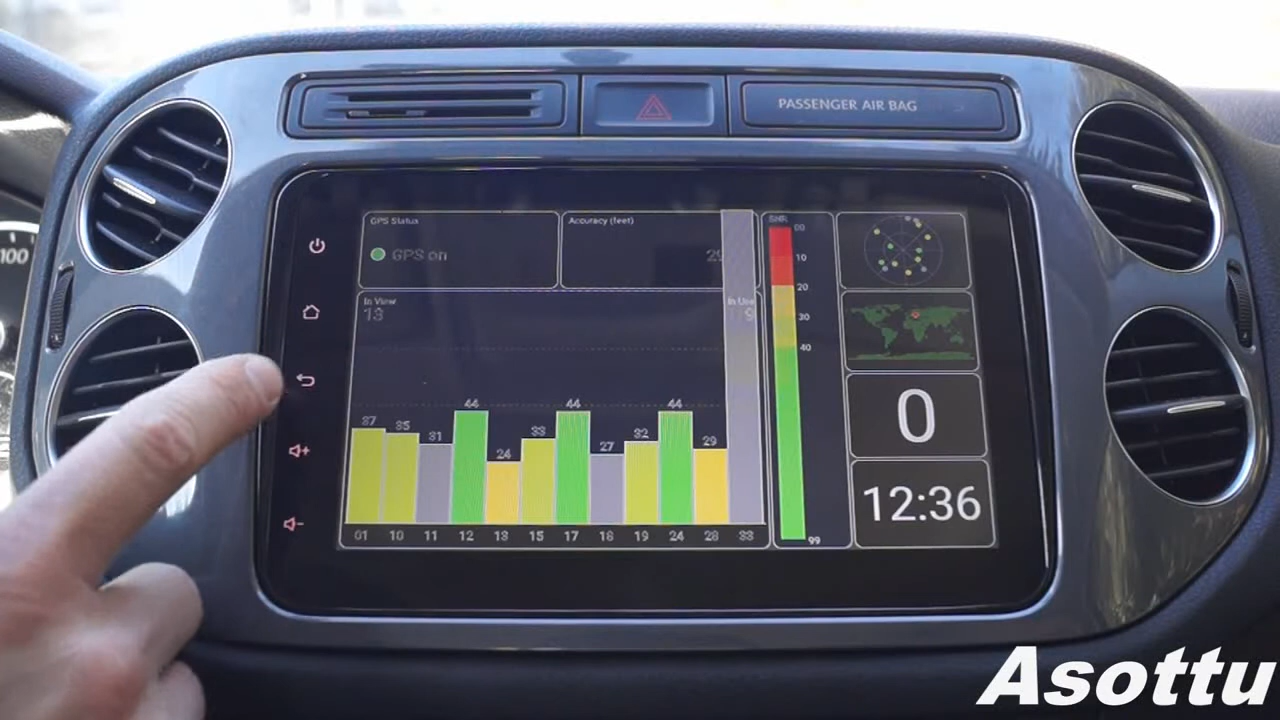 PASSENGER AIR BAG
100
GPS Status
GPS on
Accuracy (feet)
SNR
00
10
20
30
40
99
In View
13
In Use
9
37 35 31 44 24 33 44 27 32 44 29
01 10 11 12 13 15 17 18 19 24 28 33
0
12:36
Asottu